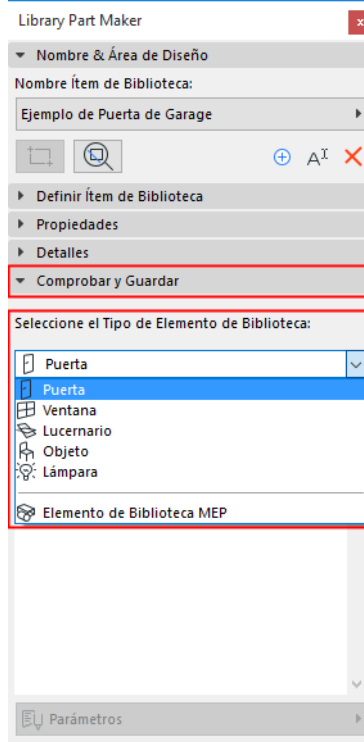 Library Part Maker
x
Nombre & Área de Diseño
Nombre Ítem de Biblioteca:
Ejemplo de Puerta de Garage
A
Definir Ítem de Biblioteca
Propiedades
Detalles
Comprobar y Guardar
Seleccione el Tipo de Elemento de Biblioteca:
Puerta
Puerta
Ventana
Lucernario
Objeto
Lámpara
Elemento de Biblioteca MEP
Parámetros